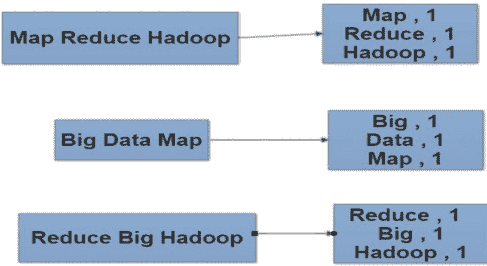 Map Reduce Hadoop
Map , 1
Reduce , 1
Hadoop , 1
Big Data Map
Big , 1
Data , 1
Map , 1
Reduce Big Hadoop
Reduce , 1
Big , 1
Hadoop , 1